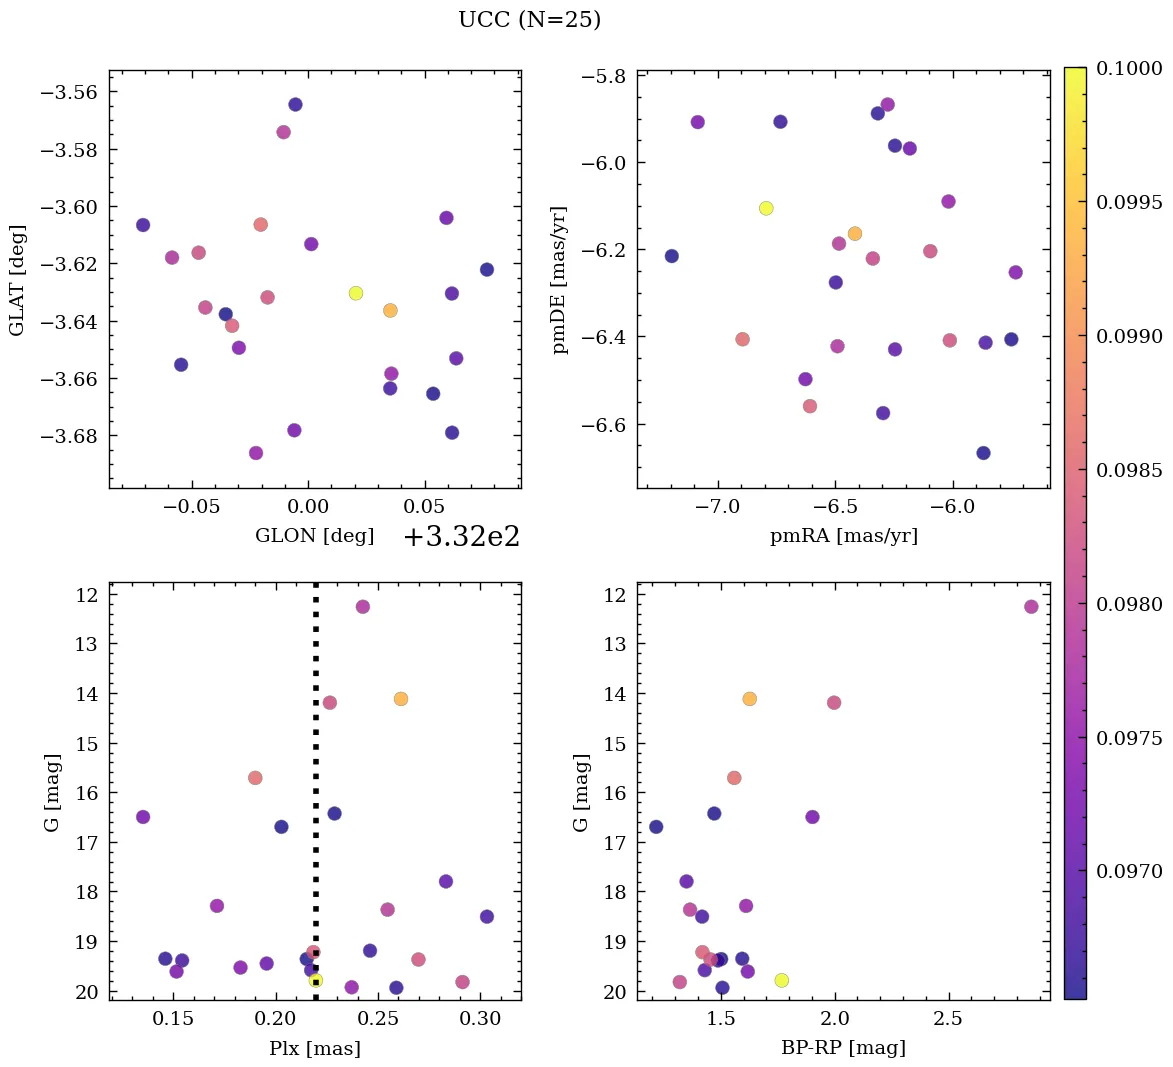 UCC (N=25)
−3.56
−3.58
−3.60
−3.62
−3.64
−3.66
−3.68
GLAT [deg]
−0.05 0.00 0.05
GLON [deg]
+3.32e2
−5.8
−6.0
−6.2
−6.4
−6.6
pmDE [mas/yr]
−7.0 −6.5 −6.0
pmRA [mas/yr]
12
13
14
15
16
17
18
19
20
G [mag]
0.15 0.20 0.25 0.30
Plx [mas]
12
13
14
15
16
17
18
19
20
G [mag]
1.5 2.0 2.5
BP-RP [mag]
0.1000
0.0995
0.0990
0.0985
0.0980
0.0975
0.0970